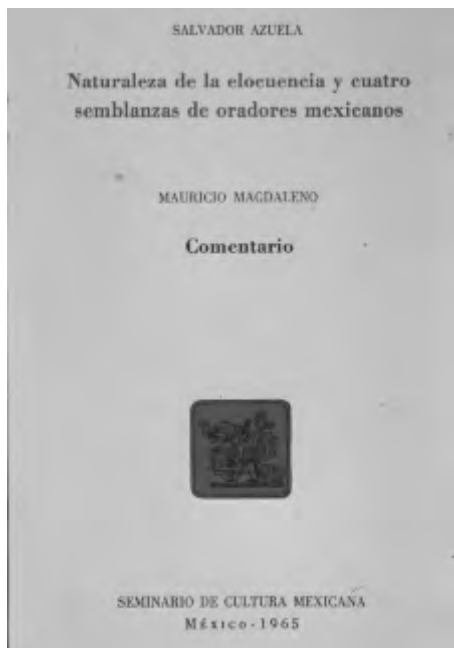 SALVADOR AZUELA
Naturaleza de la elocuencia y cuatro
semblanzas de oradores mexicanos
MAURICIO MAGDALENO
Comentario
SEMINARIO DE CULTURA MEXICANA
México-1965